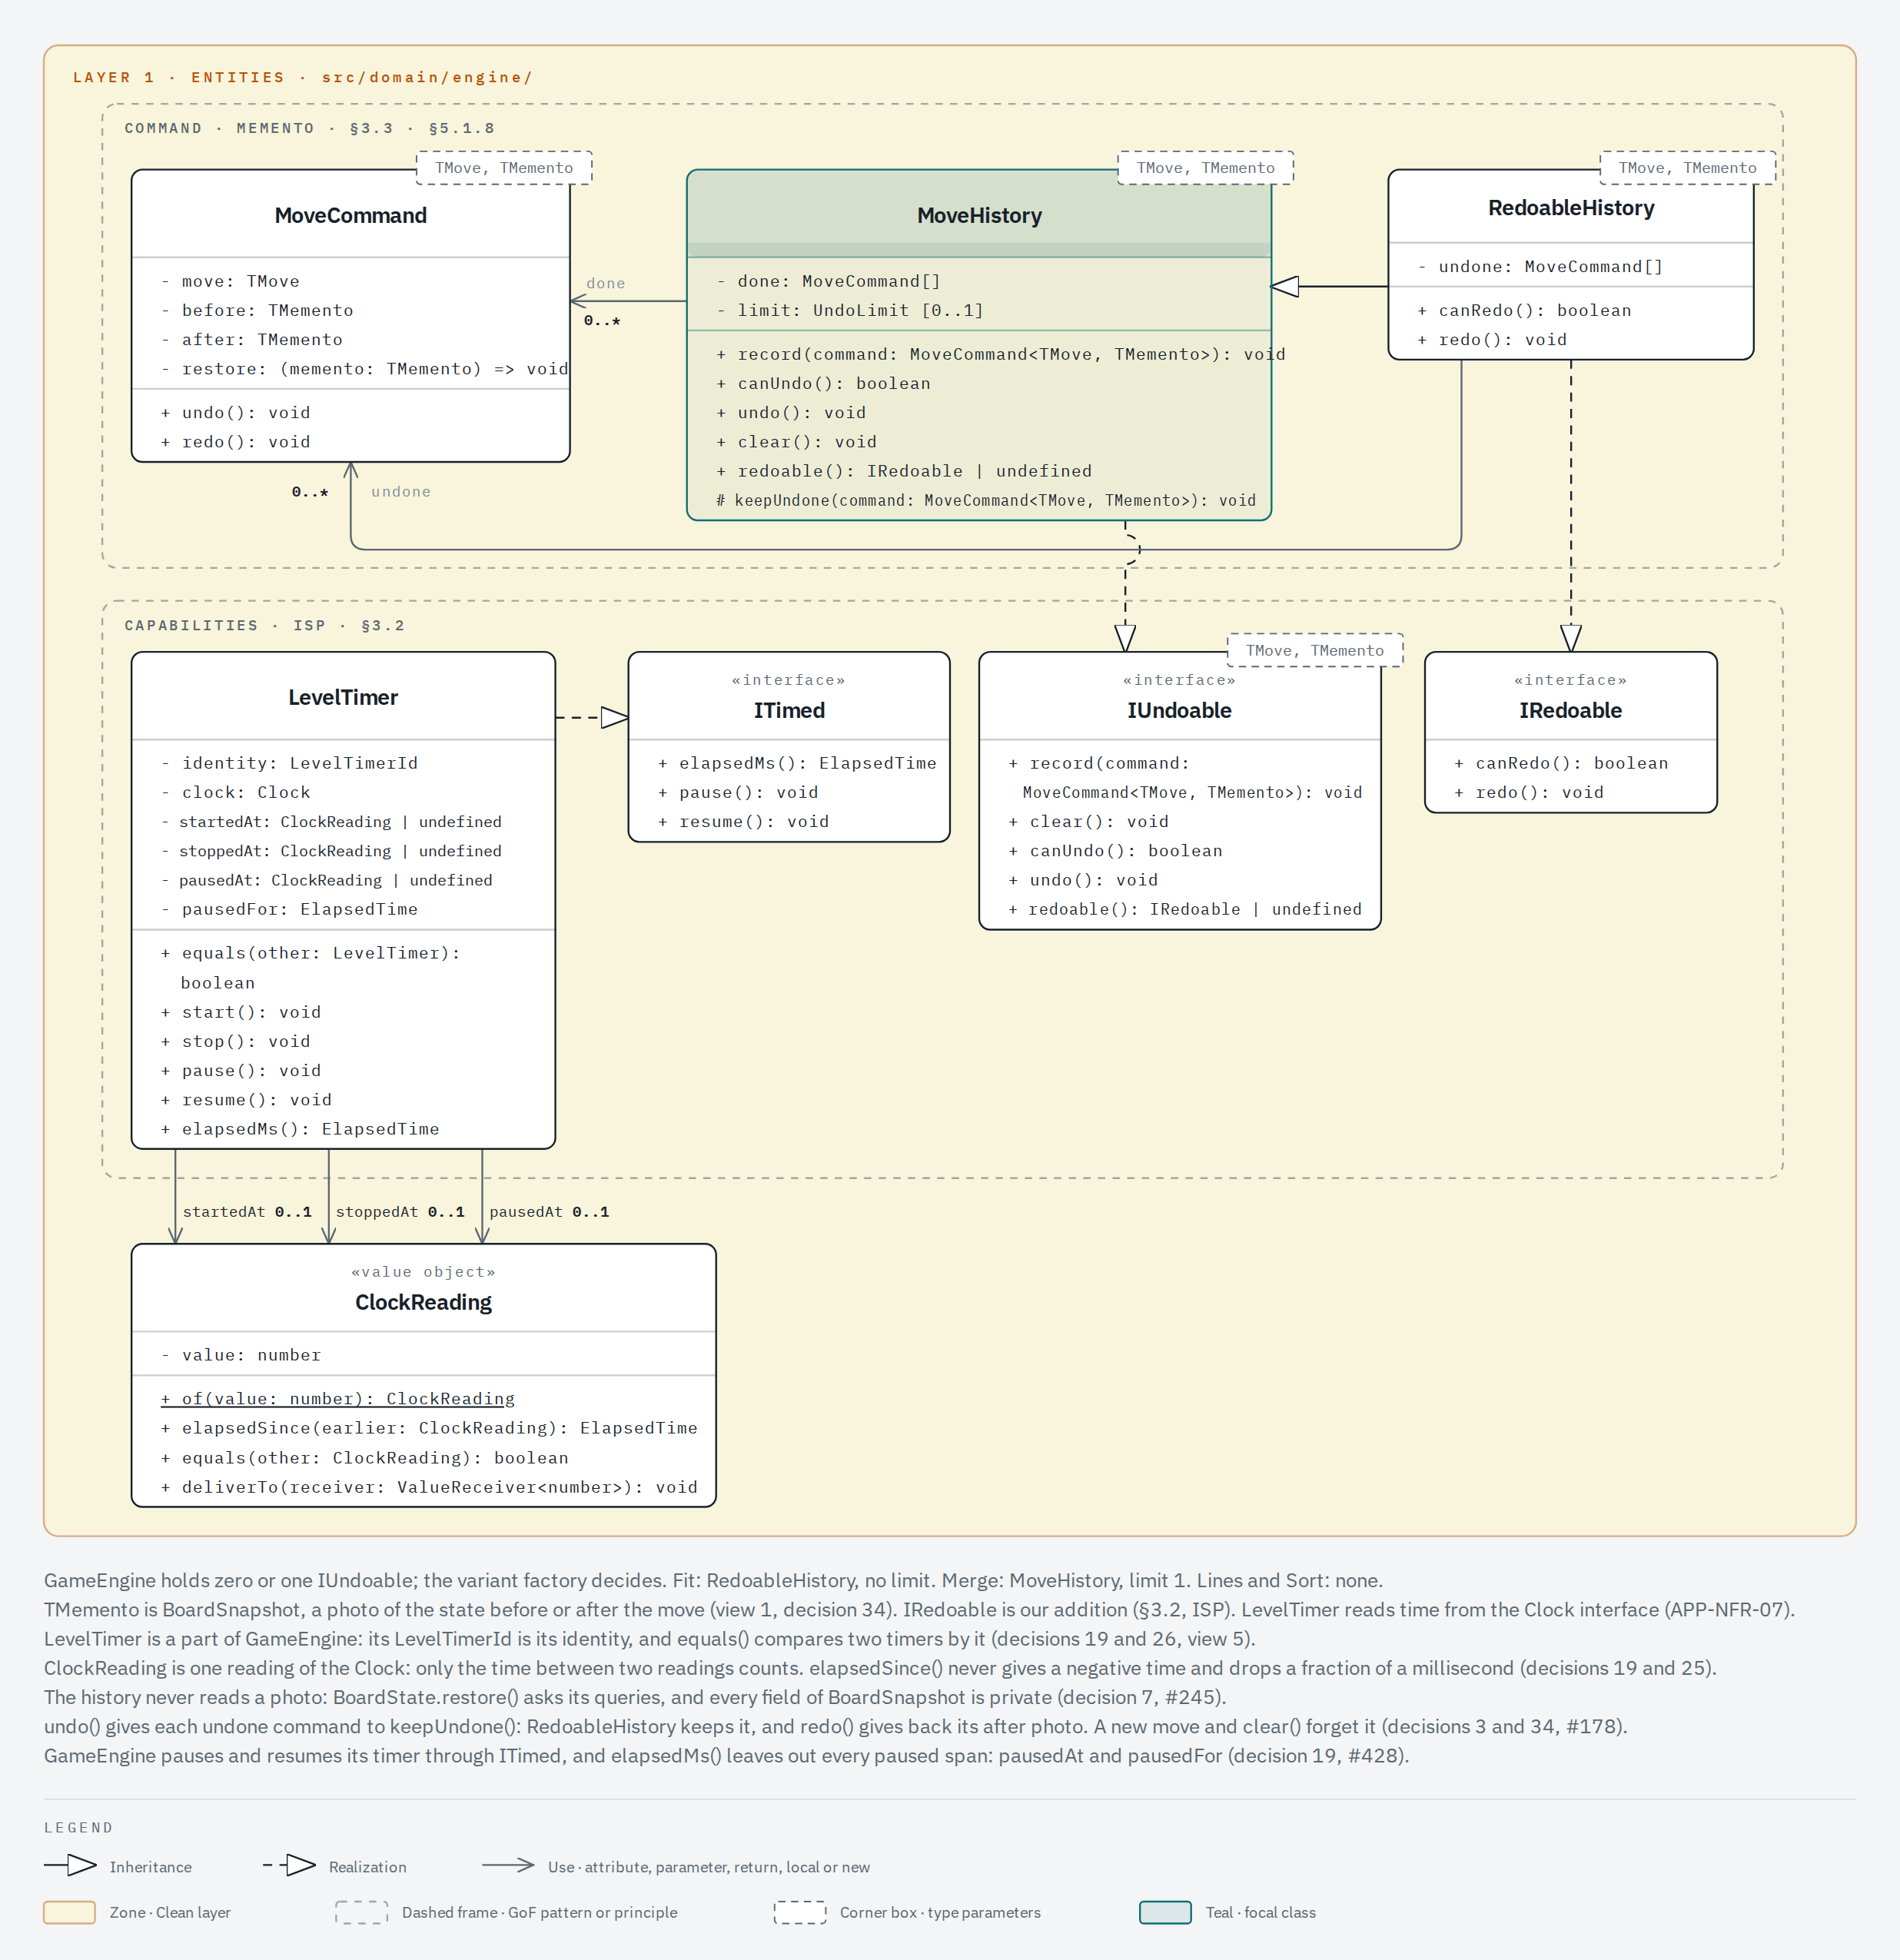 LAYER 1 · ENTITIES · src/domain/engine/
COMMAND · MEMENTO · §3.3 · §5.1.8
TMove, TMemento
MoveCommand
- move: TMove
- before: TMemento
- after: TMemento
- restore: (memento: TMemento) => void
+ undo(): void
+ redo(): void
done
0..*
TMove, TMemento
MoveHistory
- done: MoveCommand[]
- limit: UndoLimit [0..1]
+ record(command: MoveCommand<TMove, TMemento>): void
+ canUndo(): boolean
+ undo(): void
+ clear(): void
+ redoable(): IRedoable | undefined
# keepUndone(command: MoveCommand<TMove, TMemento>): void
TMove, TMemento
RedoableHistory
- undone: MoveCommand[]
+ canRedo(): boolean
+ redo(): void
0..*
undone
CAPABILITIES · ISP · §3.2
LevelTimer
- identity: LevelTimerId
- clock: Clock
- startedAt: ClockReading | undefined
- stoppedAt: ClockReading | undefined
- pausedAt: ClockReading | undefined
- pausedFor: ElapsedTime
+ equals(other: LevelTimer):
boolean
+ start(): void
+ stop(): void
+ pause(): void
+ resume(): void
+ elapsedMs(): ElapsedTime
«interface»
ITimed
+ elapsedMs(): ElapsedTime
+ pause(): void
+ resume(): void
TMove, TMemento
«interface»
IUndoable
+ record(command:
MoveCommand<TMove, TMemento>): void
+ clear(): void
+ canUndo(): boolean
+ undo(): void
+ redoable(): IRedoable | undefined
«interface»
IRedoable
+ canRedo(): boolean
+ redo(): void
startedAt 0..1
stoppedAt 0..1
pausedAt 0..1
«value object»
ClockReading
- value: number
+ of(value: number): ClockReading
+ elapsedSince(earlier: ClockReading): ElapsedTime
+ equals(other: ClockReading): boolean
+ deliverTo(receiver: ValueReceiver<number>): void
GameEngine holds zero or one IUndoable; the variant factory decides. Fit: RedoableHistory, no limit. Merge: MoveHistory, limit 1. Lines and Sort: none.
TMemento is BoardSnapshot, a photo of the state before or after the move (view 1, decision 34). IRedoable is our addition (§3.2, ISP). LevelTimer reads time from the Clock interface (APP-NFR-07).
LevelTimer is a part of GameEngine: its LevelTimerId is its identity, and equals() compares two timers by it (decisions 19 and 26, view 5).
ClockReading is one reading of the Clock: only the time between two readings counts. elapsedSince() never gives a negative time and drops a fraction of a millisecond (decisions 19 and 25).
The history never reads a photo: BoardState.restore() asks its queries, and every field of BoardSnapshot is private (decision 7, #245).
undo() gives each undone command to keepUndone(): RedoableHistory keeps it, and redo() gives back its after photo. A new move and clear() forget it (decisions 3 and 34, #178).
GameEngine pauses and resumes its timer through ITimed, and elapsedMs() leaves out every paused span: pausedAt and pausedFor (decision 19, #428).
LEGEND
Inheritance
Realization
Use · attribute, parameter, return, local or new
Zone · Clean layer
Dashed frame · GoF pattern or principle
Corner box · type parameters
Teal · focal class